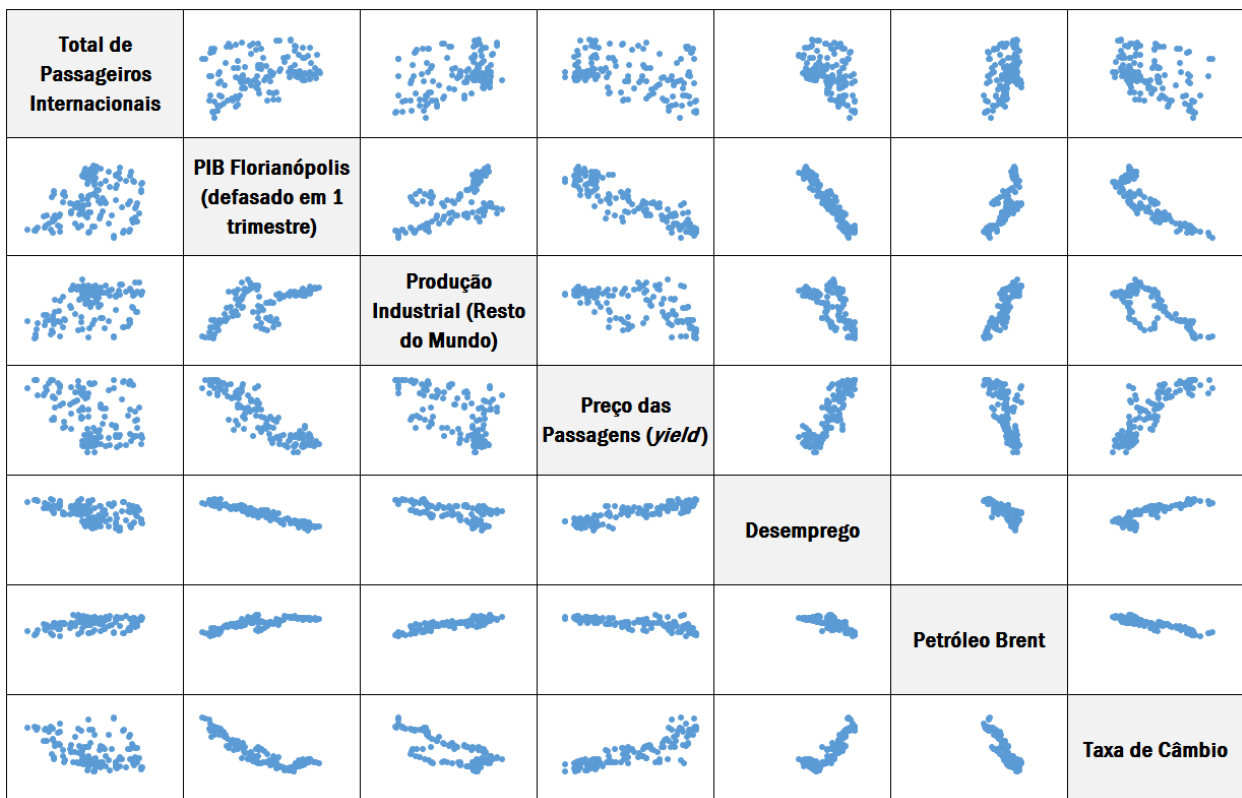 Total de
Passageiros
Internacionais
PIB Florianópolis
(defasado em 1
trimestre)
Produção
Industrial (Resto
do Mundo)
Preço das
Passagens (yield)
Desemprego
Petróleo Brent
Taxa de Câmbio